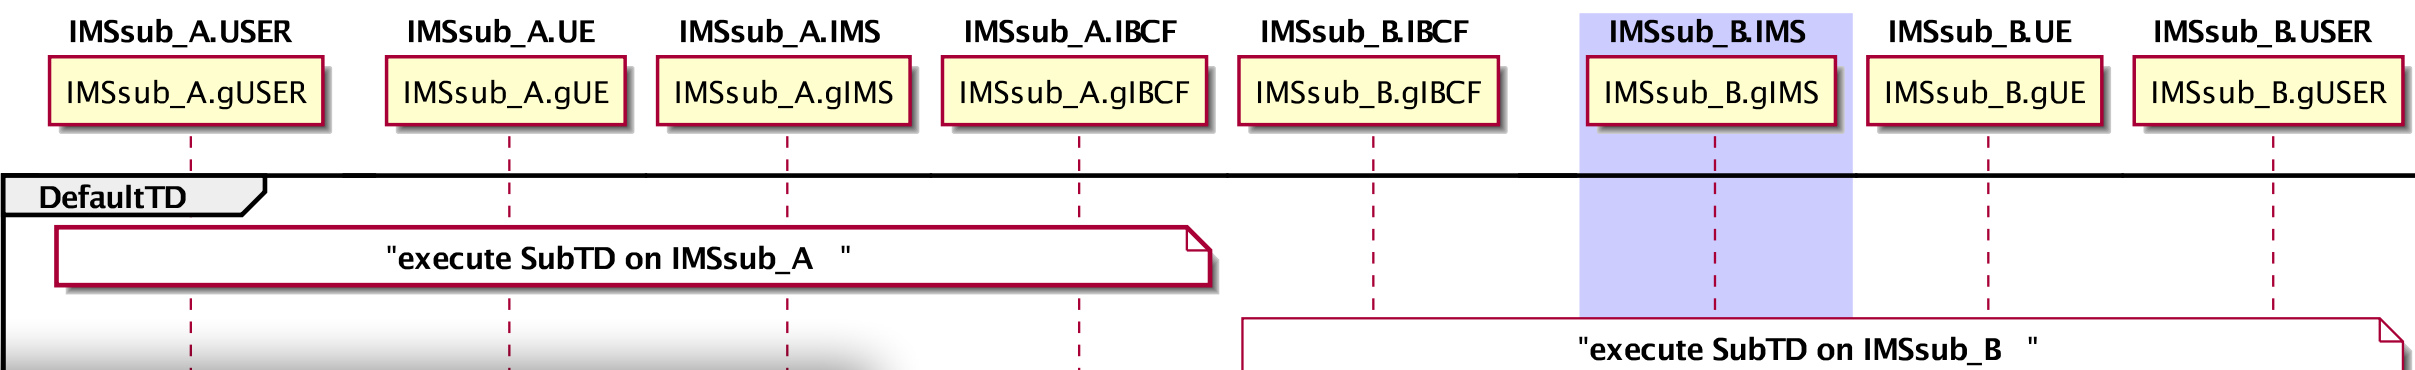 IMSsub_A.USER IMSsub_A.UE IMSsub_A.IMS IMSsub_A.IBCF IMSsub_B.IBCF IMSsub_B.IMS IMSsub_B.UE IMSsub_B.USER
IMSsub_A.gUSER IMSsub_A.gUE IMSsub_A.gIMS IMSsub_A.gIBCF IMSsub_B.gIBCF IMSsub_B.gIMS IMSsub_B.gUE IMSsub_B.gUSER
DefaultTD
"execute SubTD on IMSsub_A "
"execute SubTD on IMSsub_B "